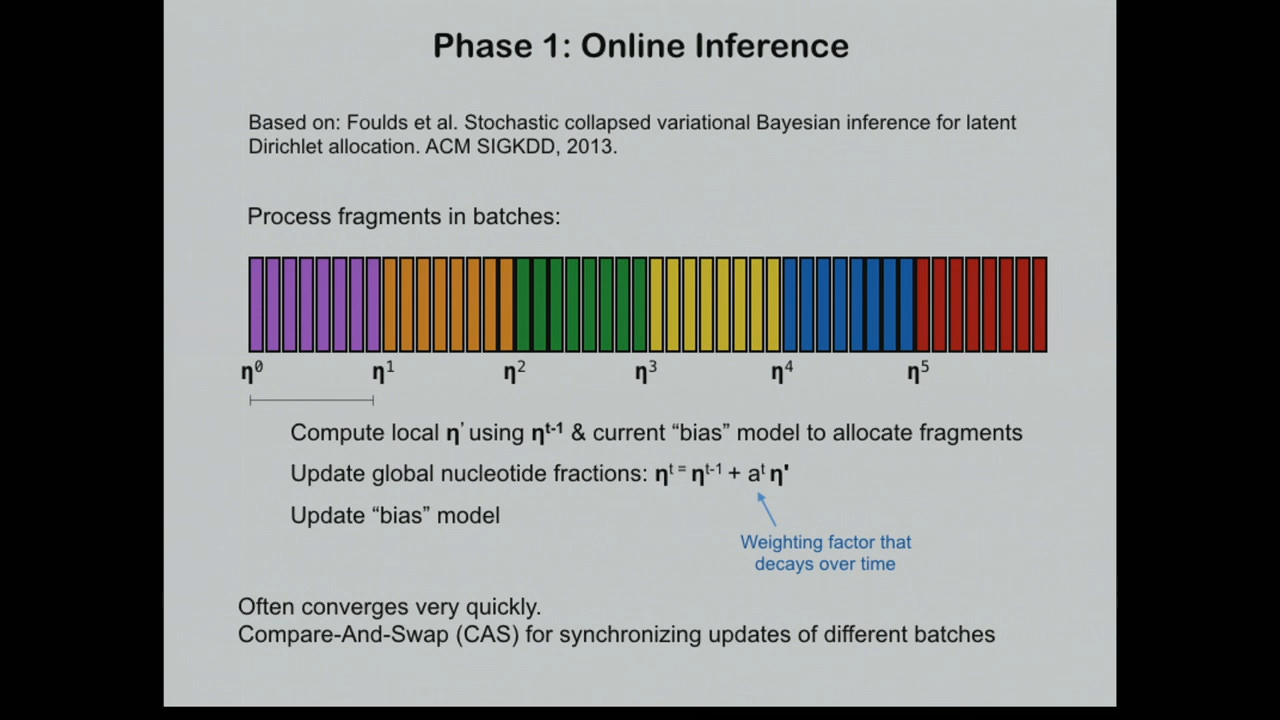 Phase 1: Online Inference
Based on: Foulds et al. Stochastic collapsed variational Bayesian inference for latent
Dirichlet allocation. ACM SIGKDD, 2013.
Process fragments in batches:
η⁰ η¹ η² η³ η⁴ η⁵
Compute local η' using ηᵗ⁻¹ & current “bias” model to allocate fragments
Update global nucleotide fractions: ηᵗ = ηᵗ⁻¹ + aᵗ η'
Update “bias” model
Weighting factor that
decays over time
Often converges very quickly.
Compare-And-Swap (CAS) for synchronizing updates of different batches